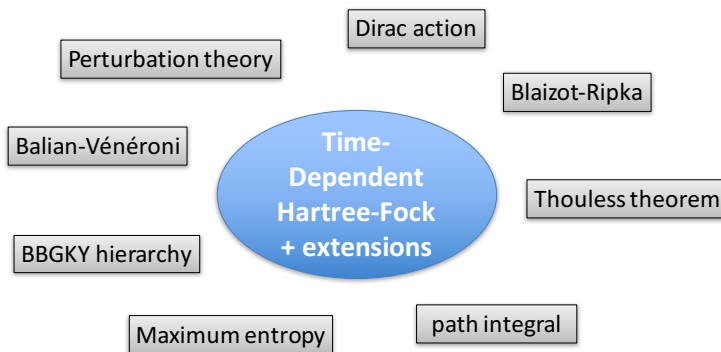 Dirac action
Perturbation theory
Blaizot-Ripka
Balian-Vénéroni
Time-
Dependent
Hartree-Fock
+ extensions
Thouless theorem
BBGKY hierarchy
path integral
Maximum entropy